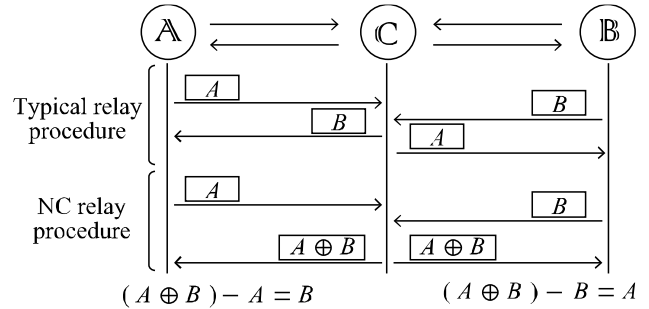 𝔸 ℂ 𝔹
A
B
Typical relay
procedure
B
A
A
NC relay
procedure
B
A ⊕ B A ⊕ B
( A ⊕ B ) − A = B ( A ⊕ B ) − B = A